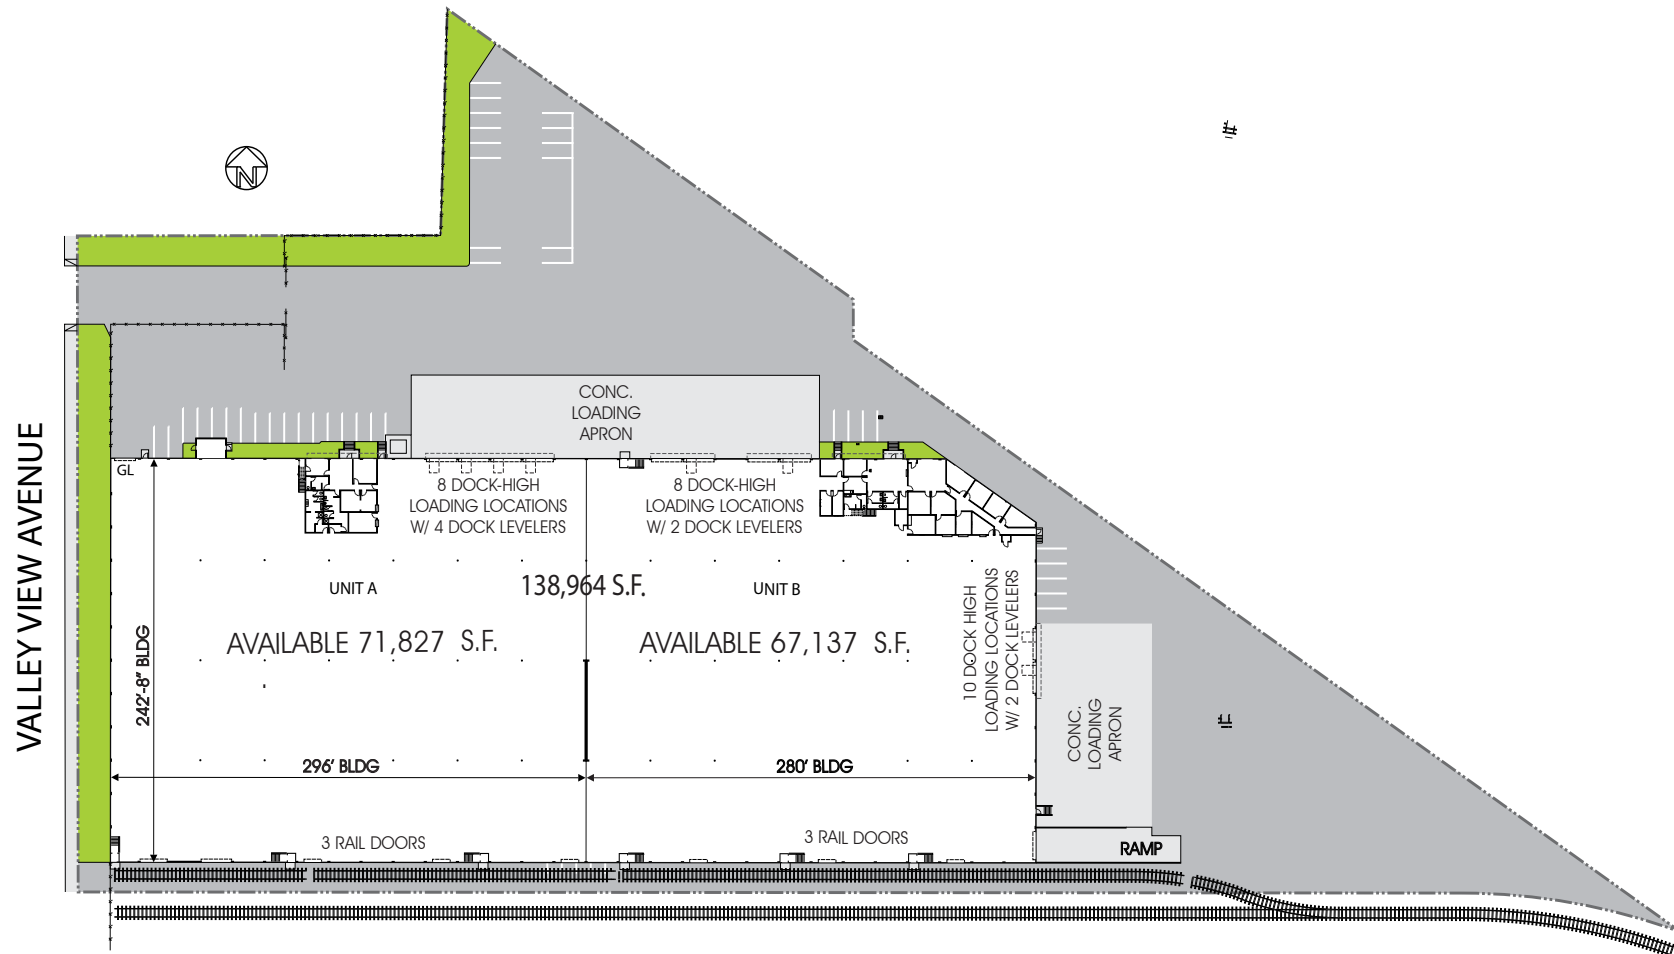 N
CONC.
LOADING
APRON
VALLEY VIEW AVENUE
GL
8 DOCK-HIGH
LOADING LOCATIONS
W/ 4 DOCK LEVELERS
8 DOCK-HIGH
LOADING LOCATIONS
W/ 2 DOCK LEVELERS
UNIT A
138,964 S.F.
UNIT B
AVAILABLE 71,827 S.F.
AVAILABLE 67,137 S.F.
10 DOCK HIGH
LOADING LOCATIONS
W/ 2 DOCK LEVELERS
242'-8" BLDG
CONC.
LOADING
APRON
296' BLDG
280' BLDG
3 RAIL DOORS
3 RAIL DOORS
RAMP